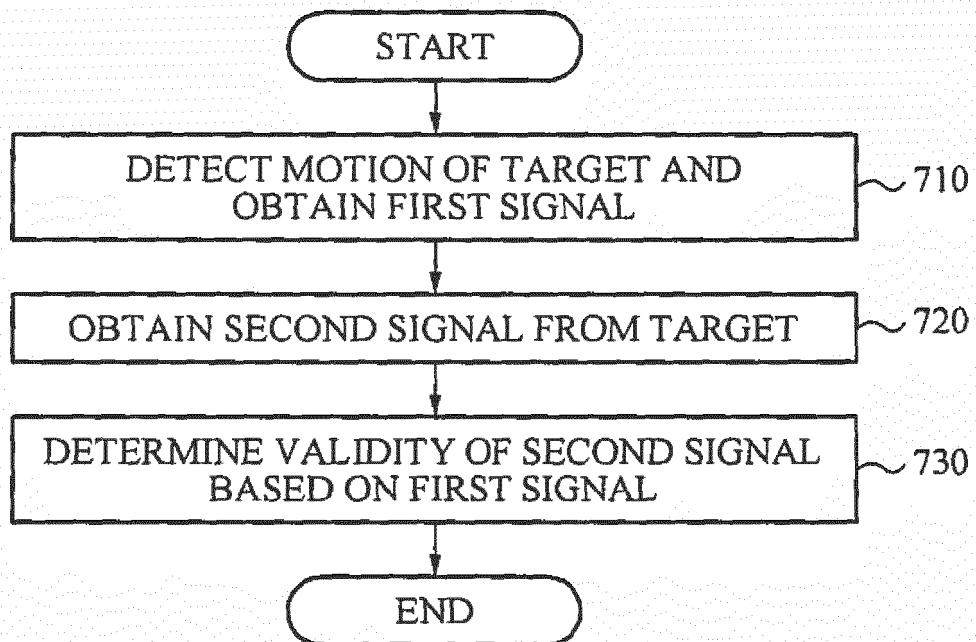 START
DETECT MOTION OF TARGET AND
OBTAIN FIRST SIGNAL
710
OBTAIN SECOND SIGNAL FROM TARGET
720
DETERMINE VALIDITY OF SECOND SIGNAL
BASED ON FIRST SIGNAL
730
END